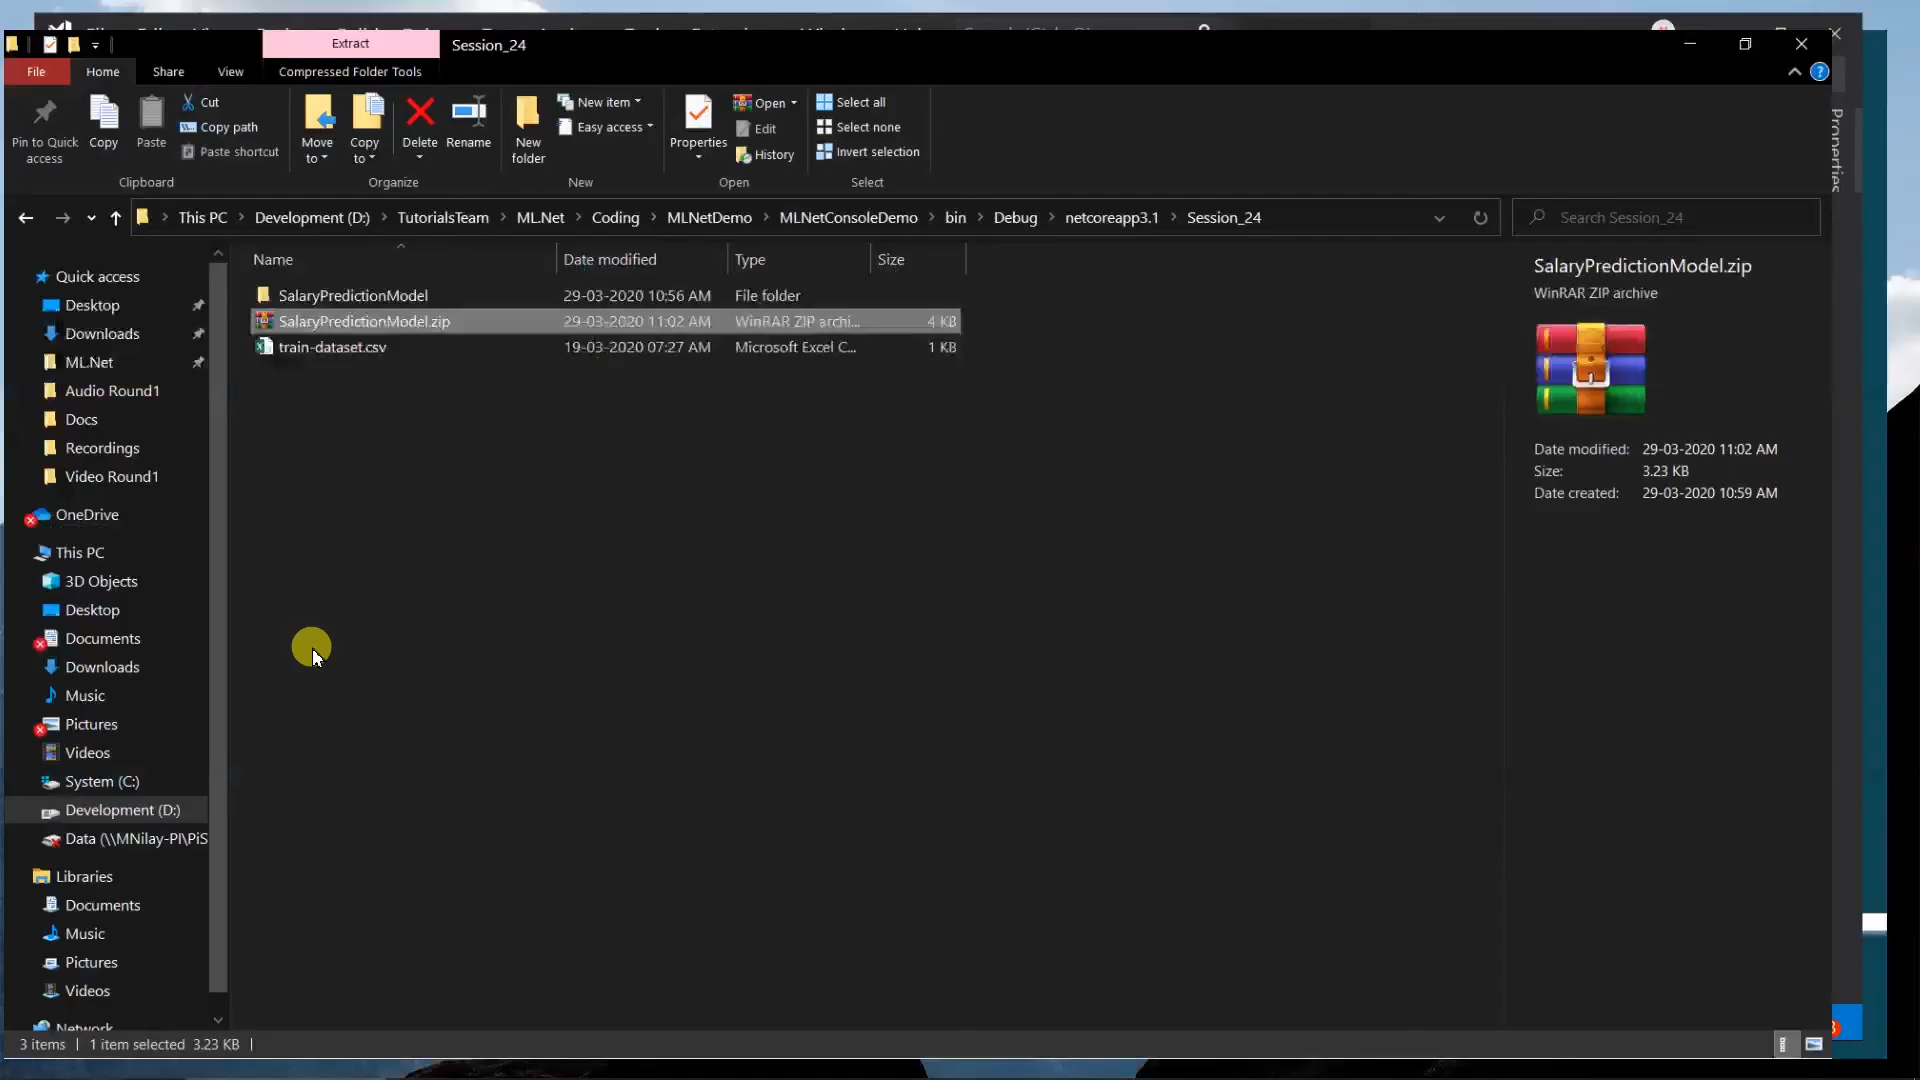 Extract
Session_24
File
Home
Share
View
Compressed Folder Tools
Pin to Quick access
Copy
Paste
Cut
Copy path
Paste shortcut
Clipboard
Move to
Copy to
Delete
Rename
Organize
New folder
New item
Easy access
New
Properties
Open
Edit
History
Open
Select all
Select none
Invert selection
Select
This PC
Development (D:)
TutorialsTeam
ML.Net
Coding
MLNetDemo
MLNetConsoleDemo
bin
Debug
netcoreapp3.1
Session_24
Search Session_24
Properties
Name
Date modified
Type
Size
SalaryPredictionModel 29-03-2020 10:56 AM File folder
SalaryPredictionModel.zip 29-03-2020 11:02 AM WinRAR ZIP archi... 4 KB
train-dataset.csv 19-03-2020 07:27 AM Microsoft Excel C... 1 KB
Quick access
Desktop
Downloads
ML.Net
Audio Round1
Docs
Recordings
Video Round1
OneDrive
This PC
3D Objects
Desktop
Documents
Downloads
Music
Pictures
Videos
System (C:)
Development (D:)
Data (\\MNilay-PI\PiS
Libraries
Documents
Music
Pictures
Videos
Network
SalaryPredictionModel.zip
WinRAR ZIP archive
Date modified: 29-03-2020 11:02 AM
Size: 3.23 KB
Date created: 29-03-2020 10:59 AM
3 items
1 item selected 3.23 KB